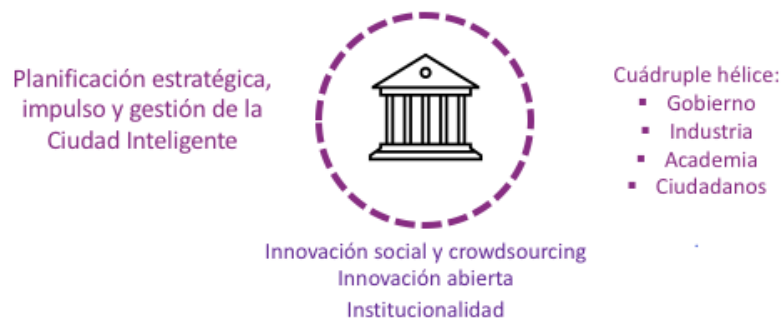 Planificación estratégica,
impulso y gestión de la
Ciudad Inteligente
Cuádruple hélice:
▪ Gobierno
▪ Industria
▪ Academia
▪ Ciudadanos
Innovación social y crowdsourcing
Innovación abierta
Institucionalidad
.